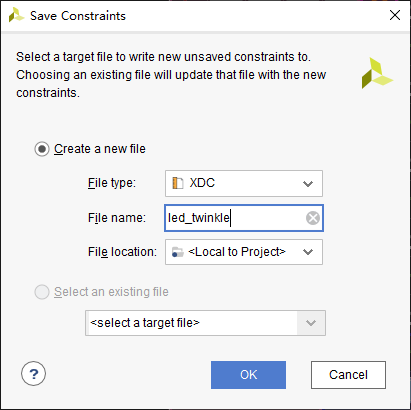 Save Constraints
Select a target file to write new unsaved constraints to.
Choosing an existing file will update that file with the new
constraints.
Create a new file
File type: XDC
File name: led_twinkle
File location: <Local to Project>
Select an existing file
<select a target file>
? OK Cancel